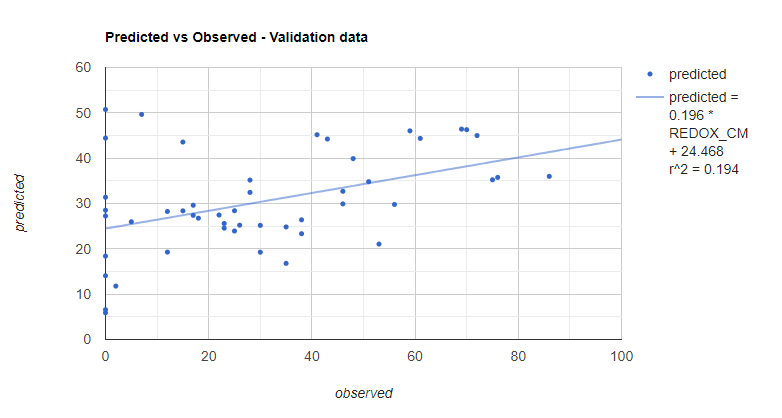 Predicted vs Observed - Validation data
60
50
40
30
20
10
0
0 20 40 60 80 100
predicted
observed
predicted
predicted =
0.196 *
REDOX_CM
+ 24.468
r^2 = 0.194